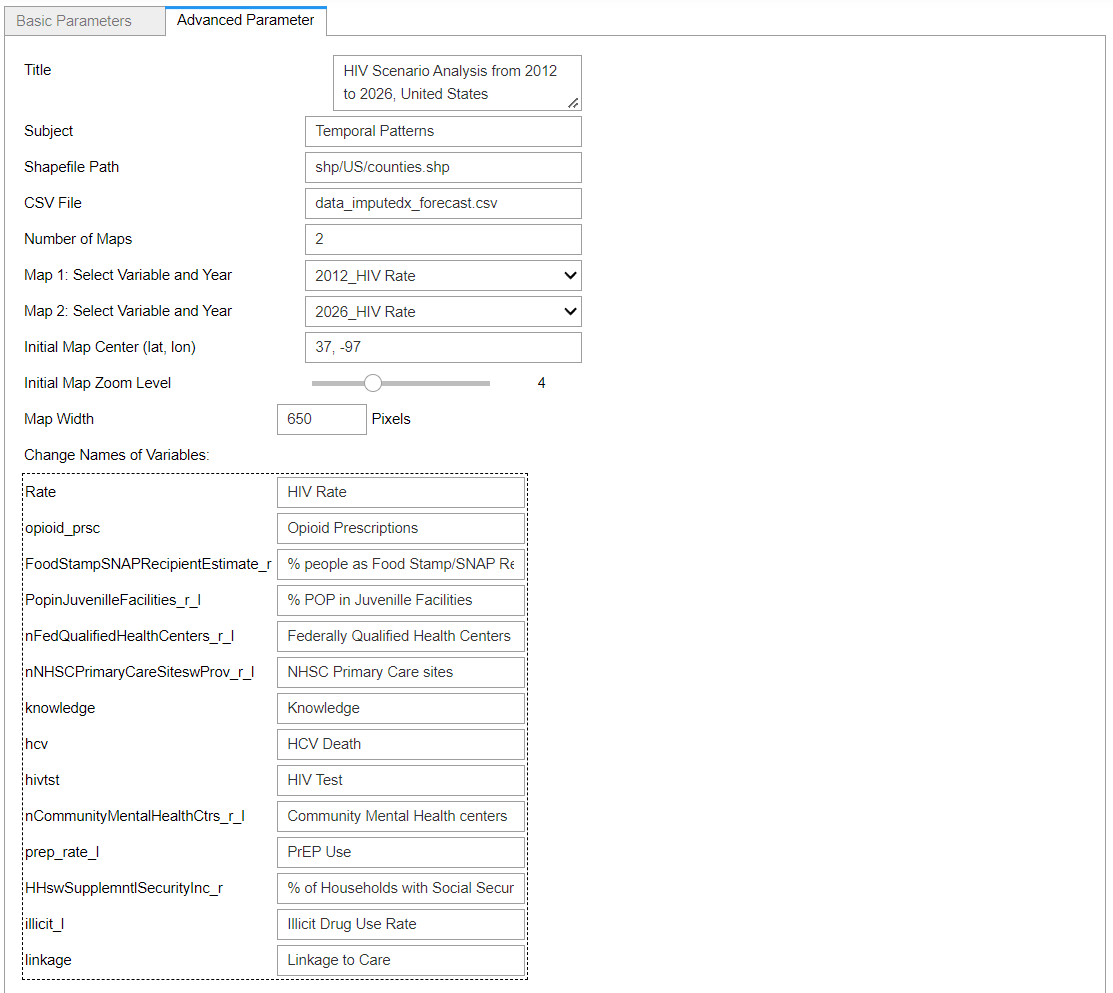 Basic Parameters
Advanced Parameter
Title
HIV Scenario Analysis from 2012
to 2026, United States
Subject
Temporal Patterns
Shapefile Path
shp/US/counties.shp
CSV File
data_imputedx_forecast.csv
Number of Maps
2
Map 1: Select Variable and Year
2012_HIV Rate
Map 2: Select Variable and Year
2026_HIV Rate
Initial Map Center (lat, lon)
37, -97
Initial Map Zoom Level
4
Map Width
650
Pixels
Change Names of Variables:
Rate
HIV Rate
opioid_prsc
Opioid Prescriptions
FoodStampSNAPRecipientEstimate_r
% people as Food Stamp/SNAP Re
PopinJuvenilleFacilities_r_l
% POP in Juvenille Facilities
nFedQualifiedHealthCenters_r_l
Federally Qualified Health Centers
nNHSCPrimaryCareSiteswProv_r_l
NHSC Primary Care sites
knowledge
Knowledge
hcv
HCV Death
hivtst
HIV Test
nCommunityMentalHealthCtrs_r_l
Community Mental Health centers
prep_rate_l
PrEP Use
HHswSupplemntlSecurityInc_r
% of Households with Social Secur
illicit_l
Illicit Drug Use Rate
linkage
Linkage to Care